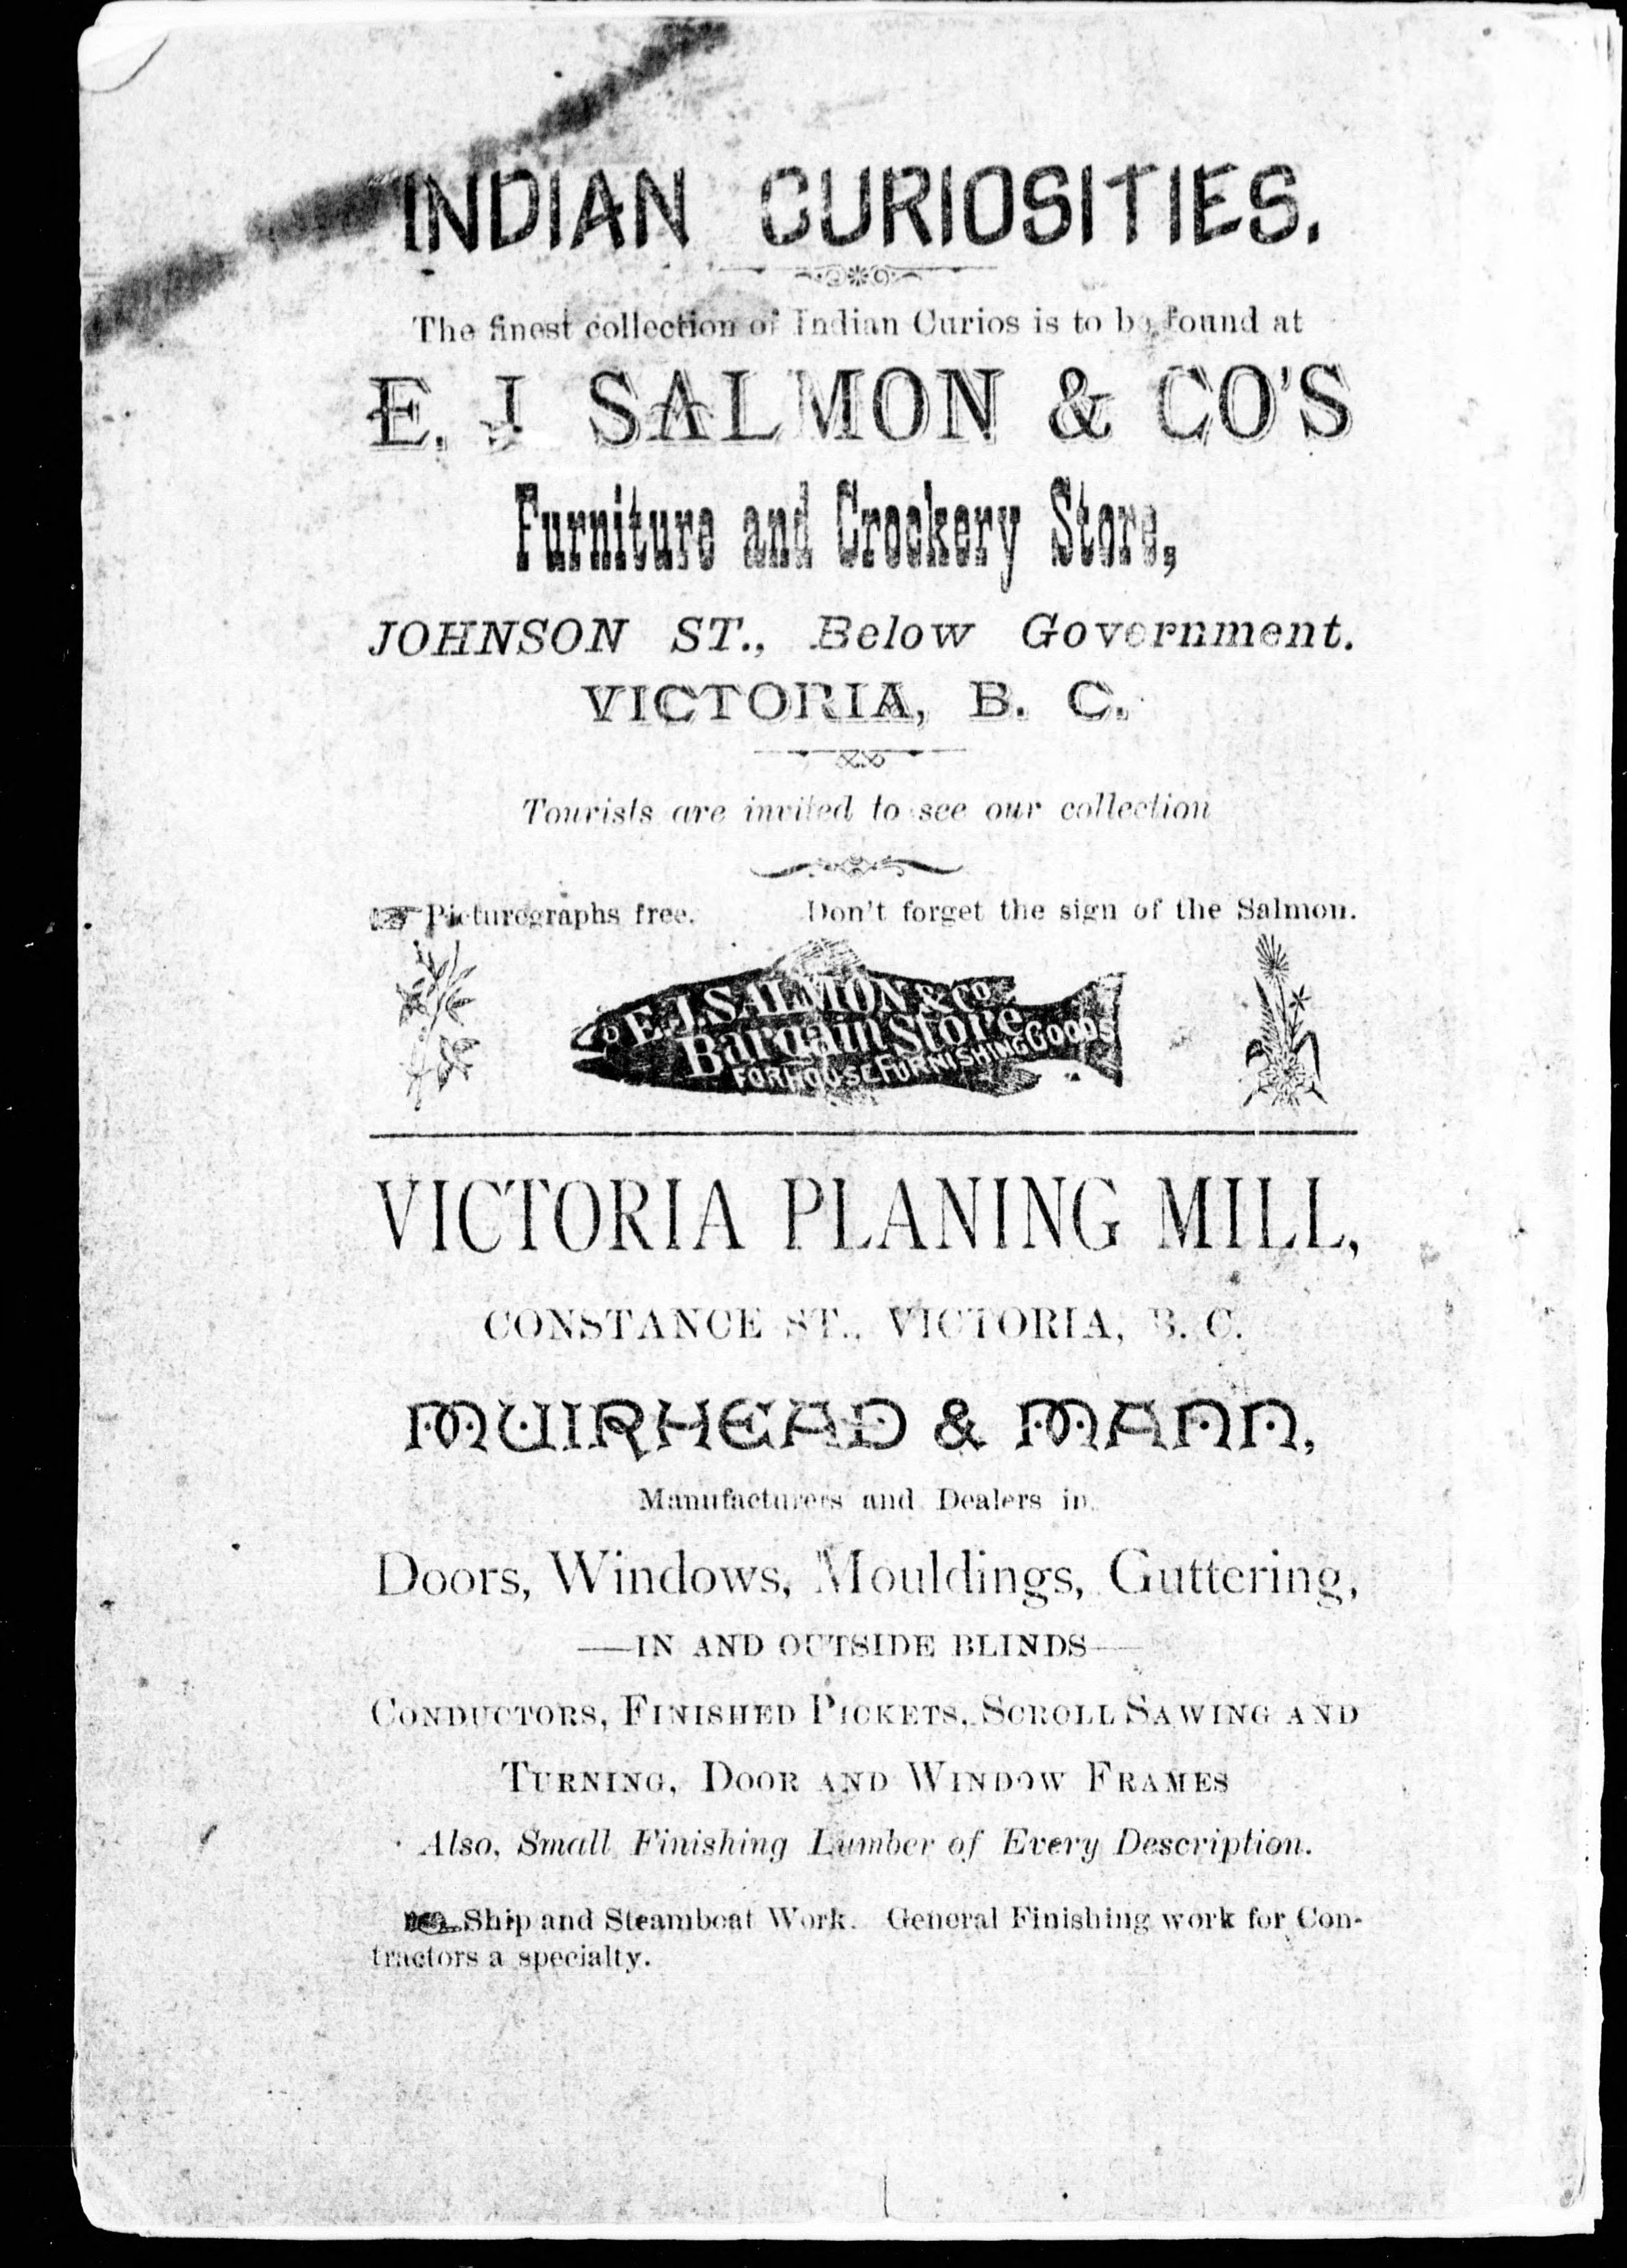 INDIAN CURIOSITIES.
The finest collection of Indian Curios is to be found at
E. J SALMON & CO'S
Furniture and Crockery Store,
JOHNSON ST., Below Government.
VICTORIA, B. C.
Tourists are invited to see our collection
Picturegraphs free. Don't forget the sign of the Salmon.
E.J. SALMON & CO
Bargain Store
FOR HOUSE FURNISHING GOODS
VICTORIA PLANING MILL,
CONSTANCE ST., VICTORIA, B. C.
MUIRHEAD & MANN,
Manufacturers and Dealers in
Doors, Windows, Mouldings, Guttering,
—IN AND OUTSIDE BLINDS—
CONDUCTORS, FINISHED PICKETS, SCROLL SAWING AND
TURNING, DOOR AND WINDOW FRAMES
Also, Small Finishing Lumber of Every Description.
Ship and Steamboat Work. General Finishing work for Con-
tractors a specialty.